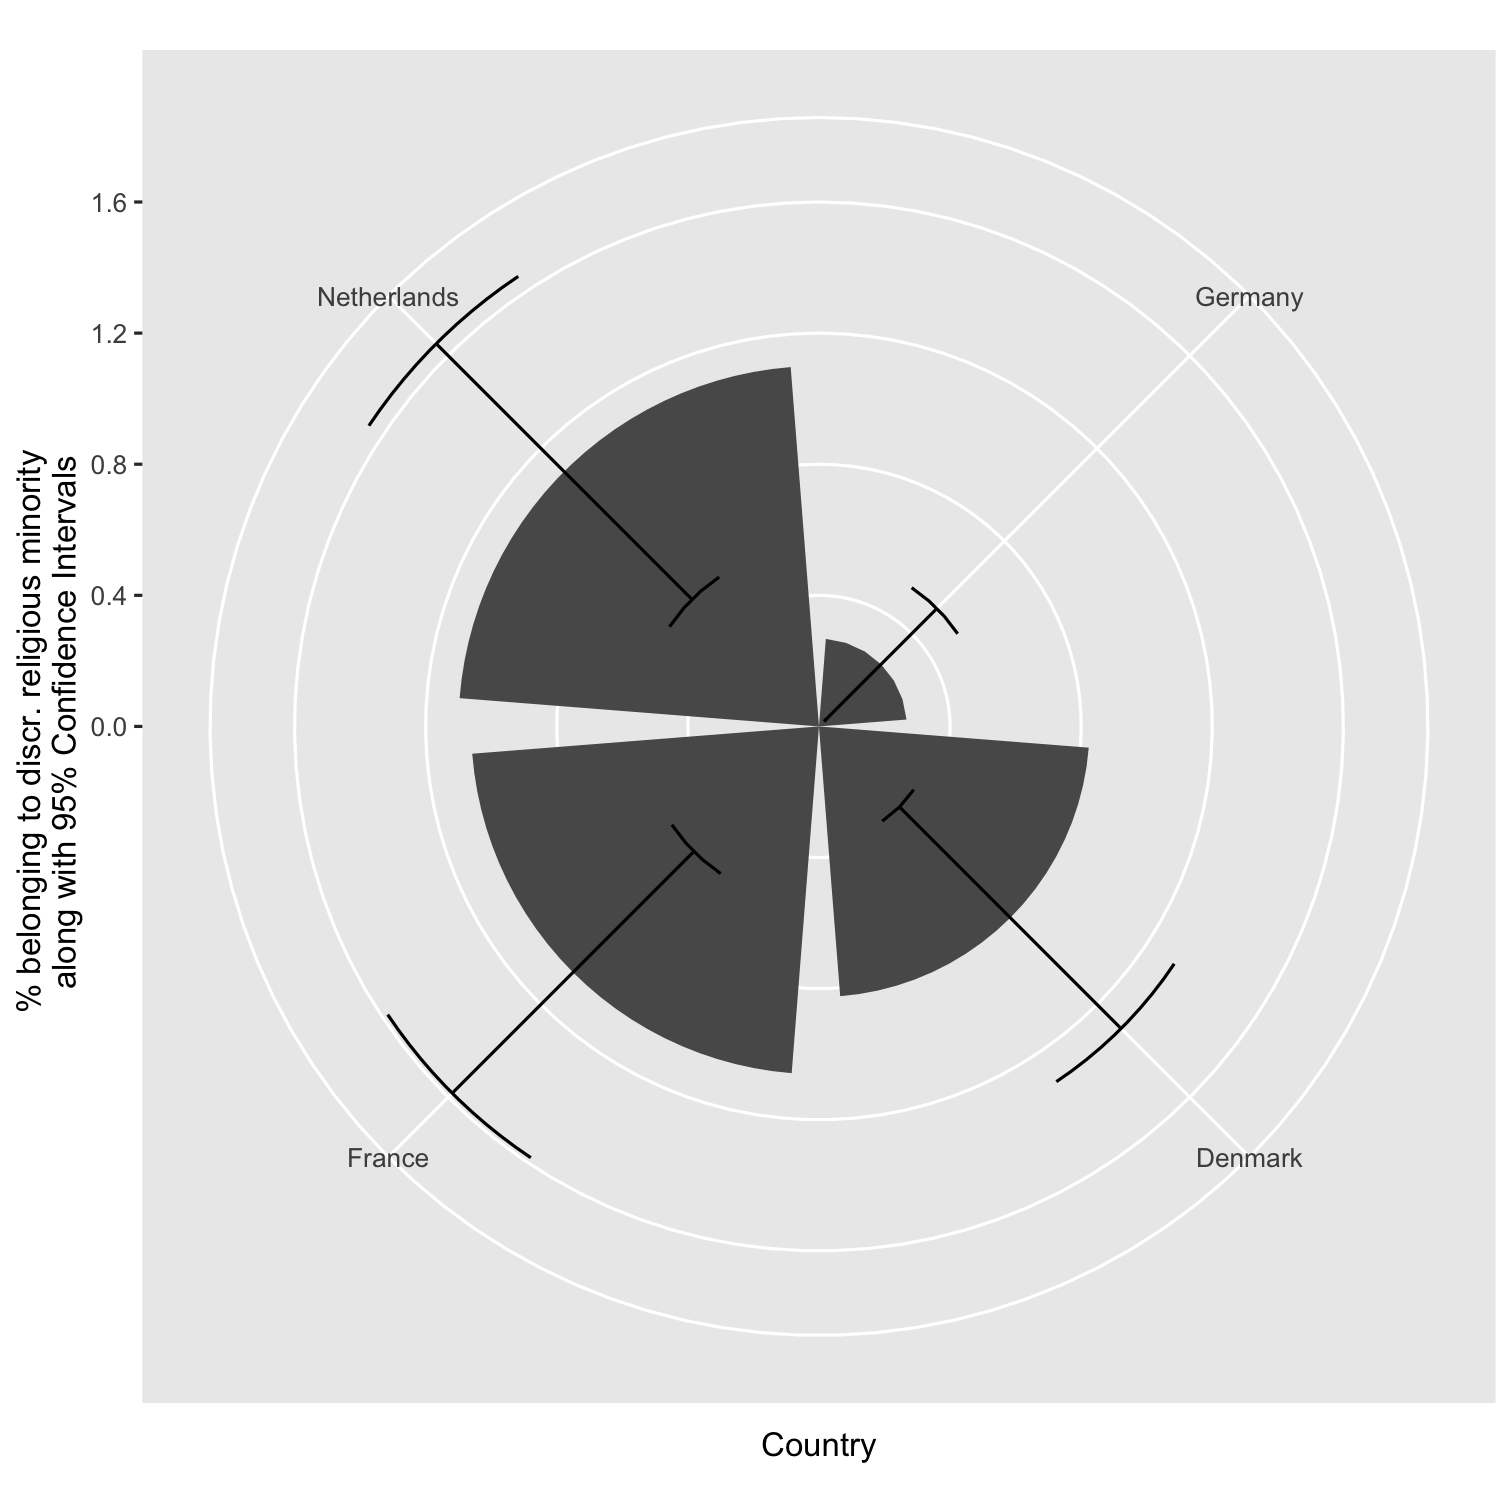 1.6
1.2
0.8
0.4
0.0
% belonging to discr. religious minority
along with 95% Confidence Intervals
Netherlands
Germany
France
Denmark
Country